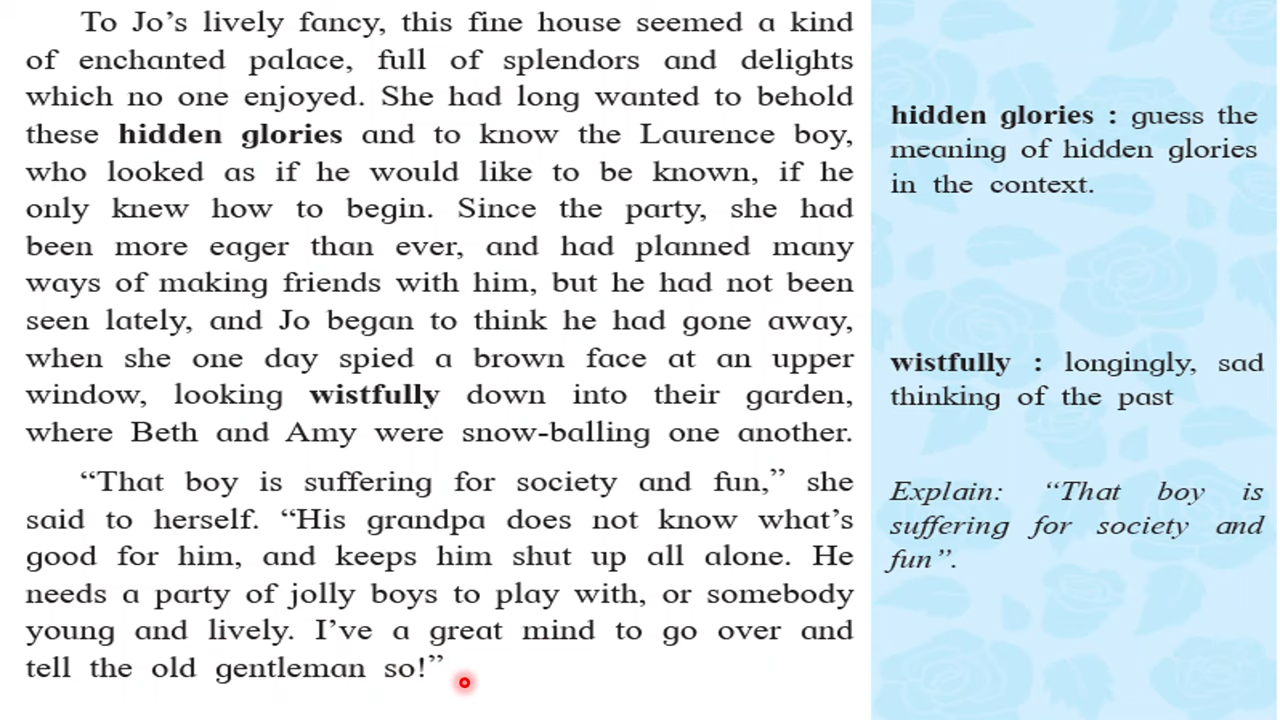 To Jo's lively fancy, this fine house seemed a kind
of enchanted palace, full of splendors and delights
which no one enjoyed. She had long wanted to behold
these hidden glories and to know the Laurence boy,
who looked as if he would like to be known, if he
only knew how to begin. Since the party, she had
been more eager than ever, and had planned many
ways of making friends with him, but he had not been
seen lately, and Jo began to think he had gone away,
when she one day spied a brown face at an upper
window, looking wistfully down into their garden,
where Beth and Amy were snow-balling one another.
“That boy is suffering for society and fun,” she
said to herself. “His grandpa does not know what's
good for him, and keeps him shut up all alone. He
needs a party of jolly boys to play with, or somebody
young and lively. I've a great mind to go over and
tell the old gentleman so!”
hidden glories : guess the
meaning of hidden glories
in the context.
wistfully : longingly, sad
thinking of the past
Explain: “That boy is
suffering for society and
fun”.